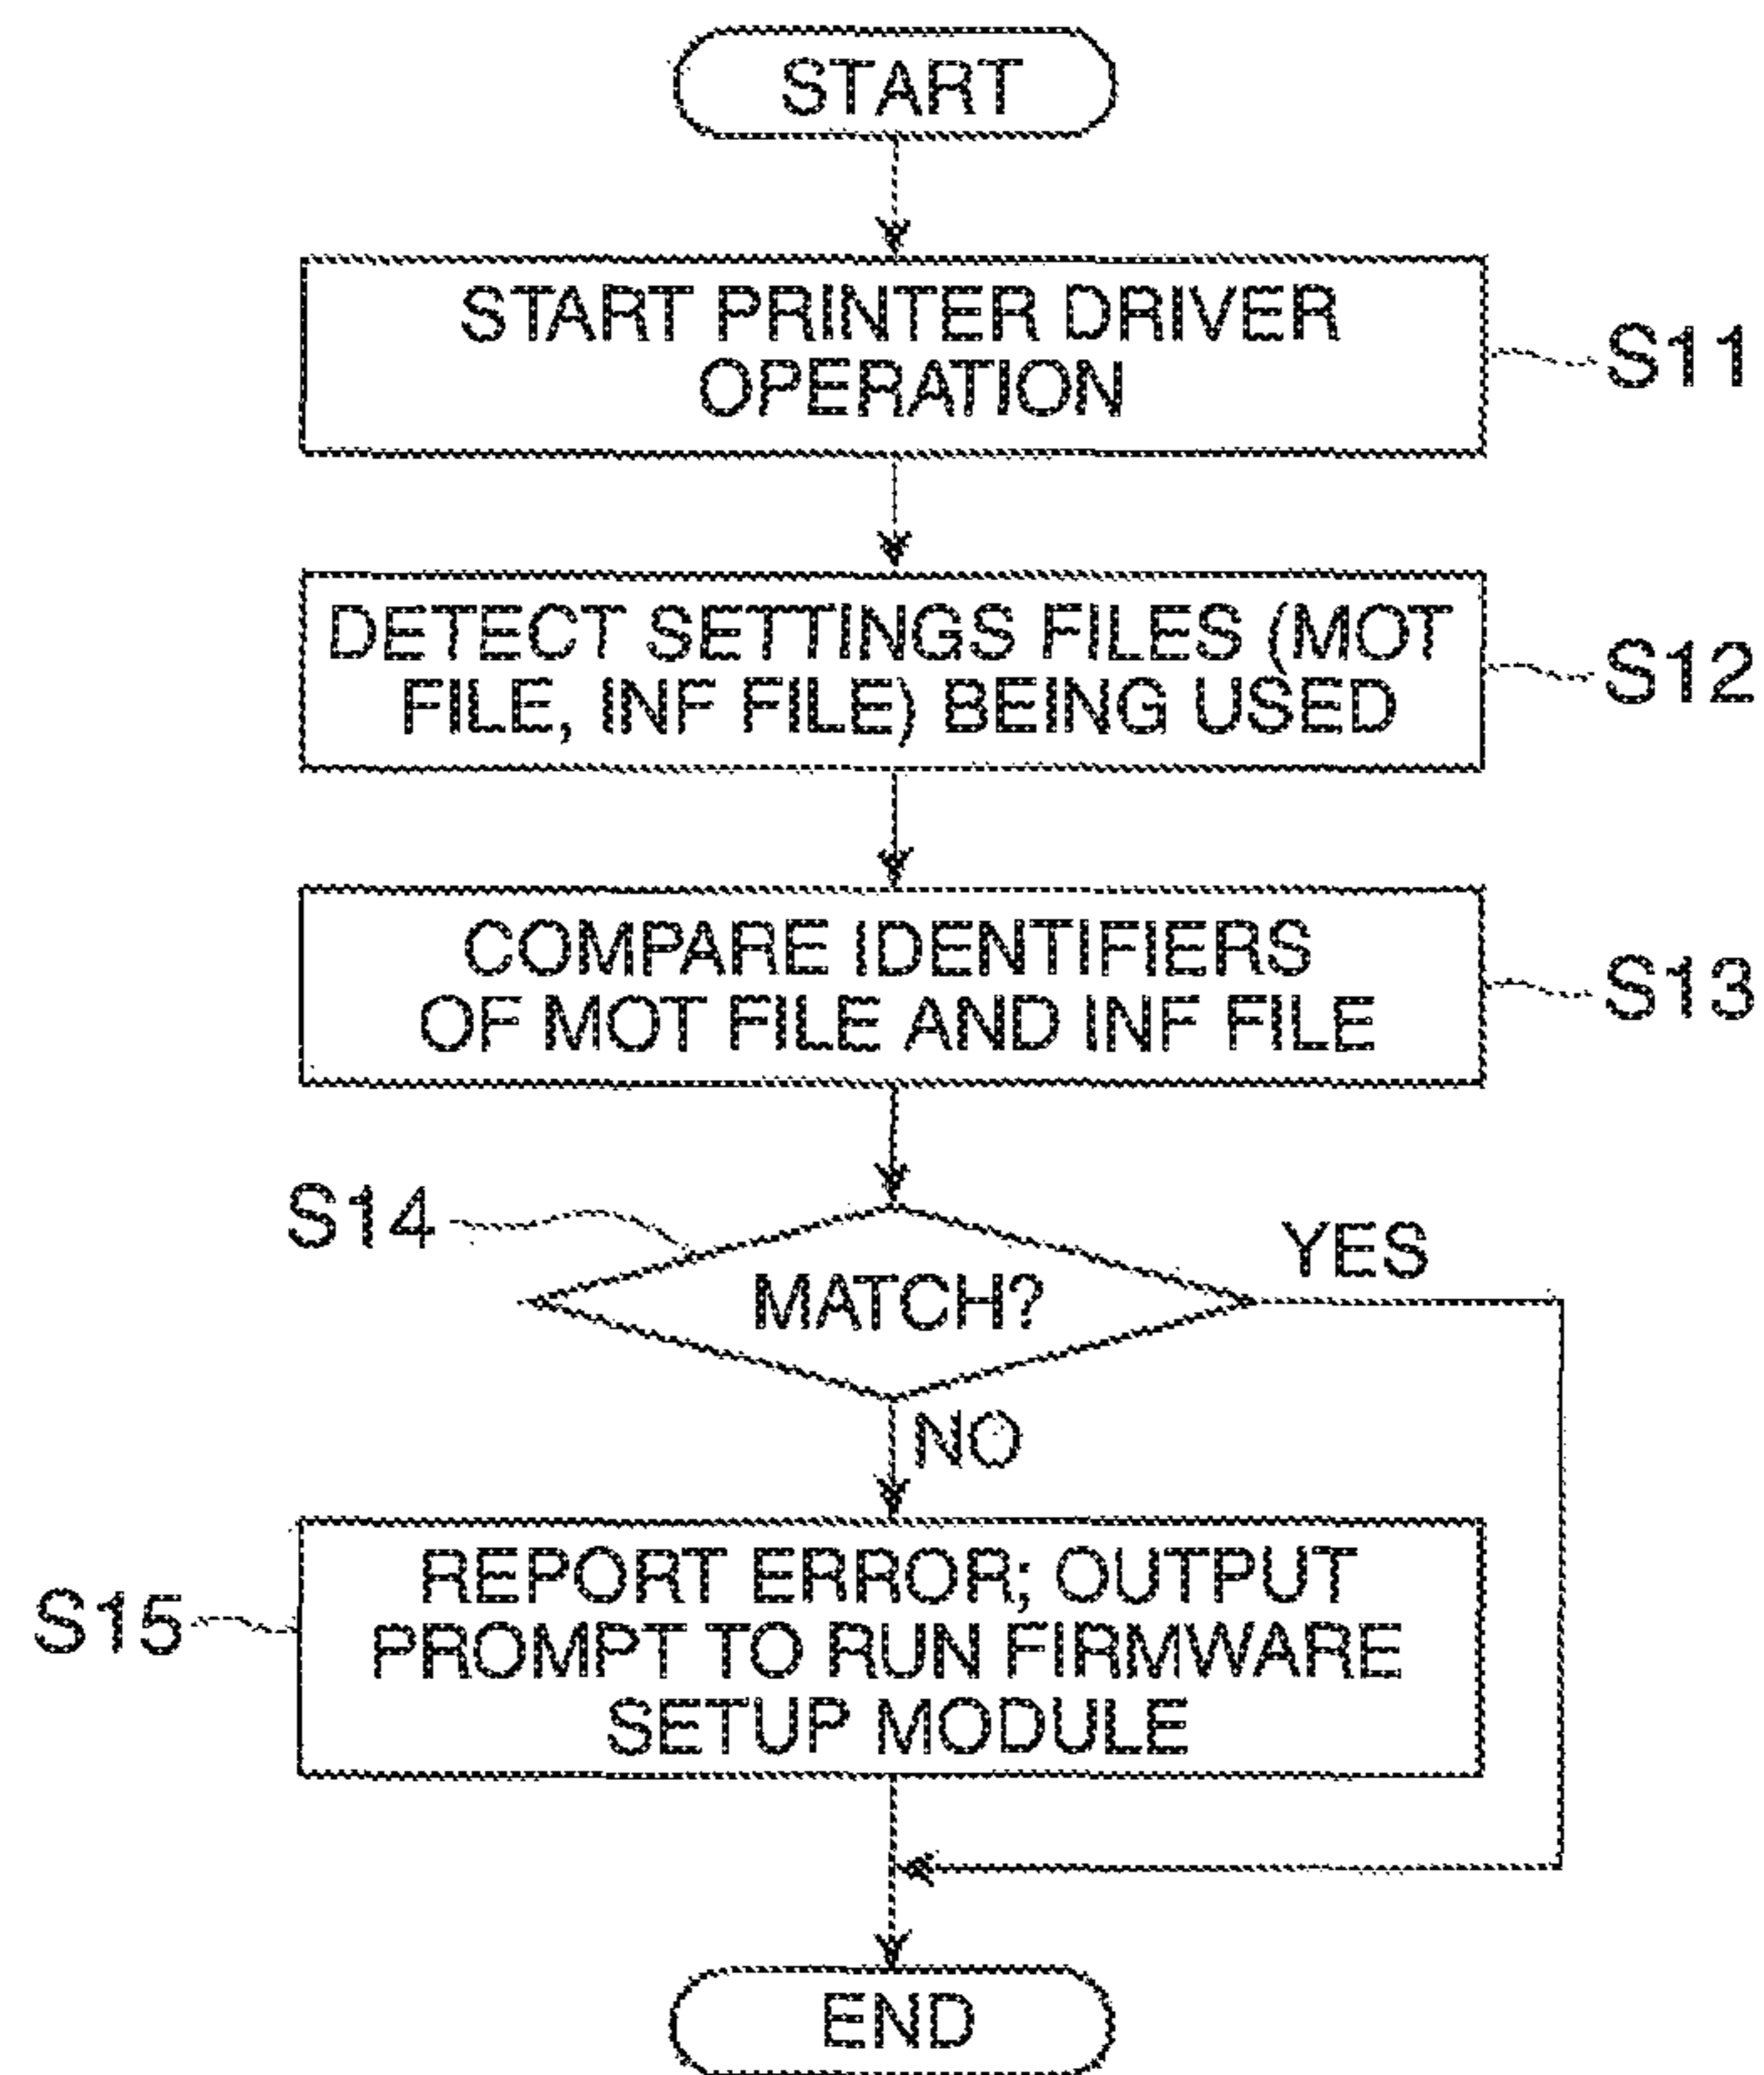 START
START PRINTER DRIVER
OPERATION
S11
DETECT SETTINGS FILES (MOT
FILE, INF FILE) BEING USED
S12
COMPARE IDENTIFIERS
OF MOT FILE AND INF FILE
S13
S14
MATCH?
YES
NO
S15
REPORT ERROR; OUTPUT
PROMPT TO RUN FIRMWARE
SETUP MODULE
END